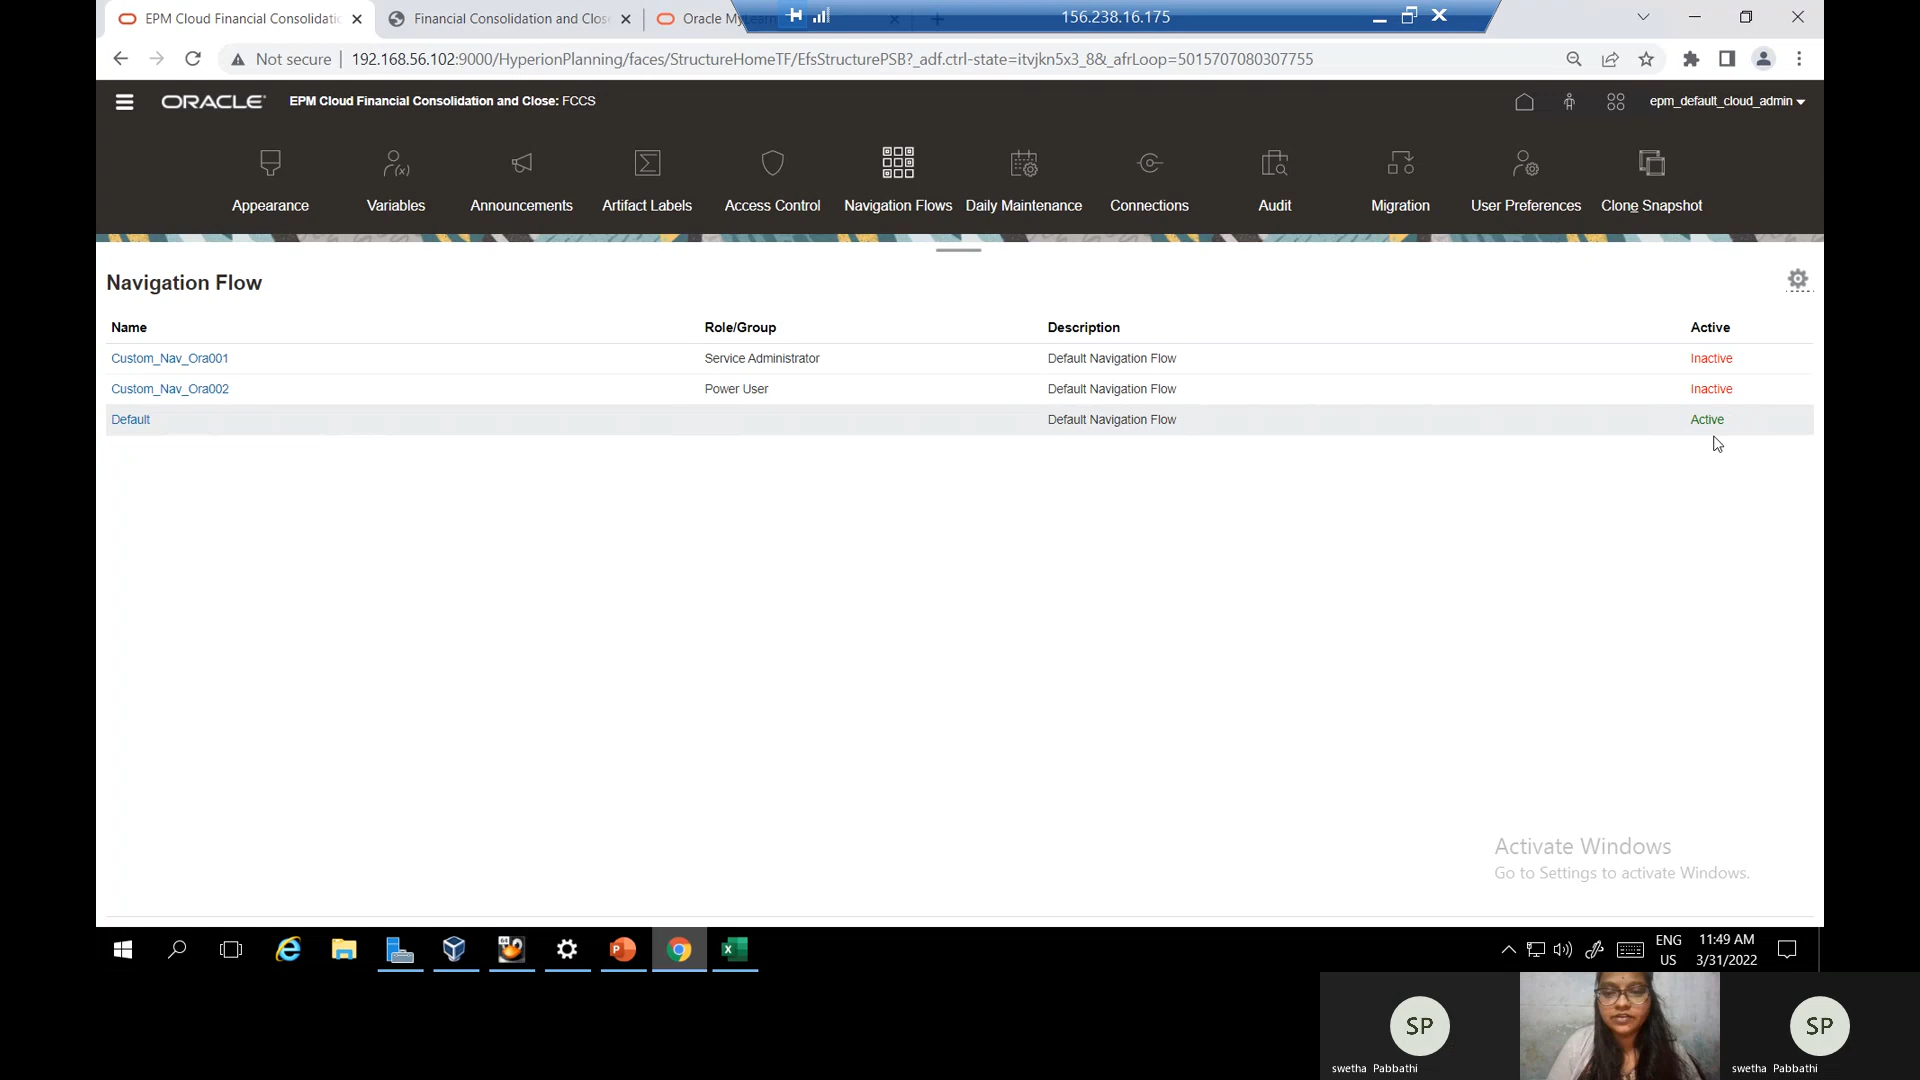 EPM Cloud Financial Consolidatio
Financial Consolidation and Clos
Oracle MyLearn
156.238.16.175
Not secure
192.168.56.102:9000/HyperionPlanning/faces/StructureHomeTF/EfsStructurePSB?_adf.ctrl-state=itvjkn5x3_8&_afrLoop=5015707080307755
ORACLE
EPM Cloud Financial Consolidation and Close: FCCS
epm_default_cloud_admin
Appearance
Variables
Announcements
Artifact Labels
Access Control
Navigation Flows
Daily Maintenance
Connections
Audit
Migration
User Preferences
Clone Snapshot
Navigation Flow
Name Role/Group Description Active
Custom_Nav_Ora001 Service Administrator Default Navigation Flow Inactive
Custom_Nav_Ora002 Power User Default Navigation Flow Inactive
Default Default Navigation Flow Active
Activate Windows
Go to Settings to activate Windows.
ENG
US
11:49 AM
3/31/2022
SP
swetha Pabbathi
SP
swetha Pabbathi